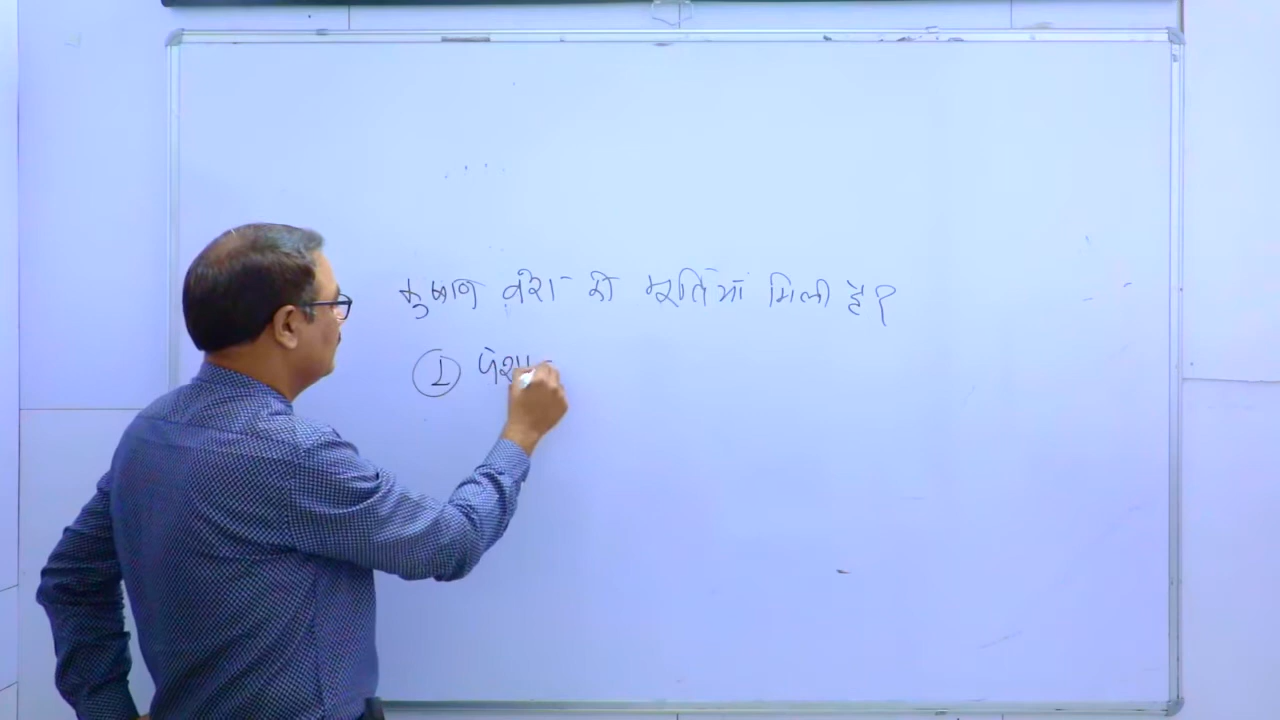 कुषाण वंश की मूर्तियाँ मिली है?
① पेशा